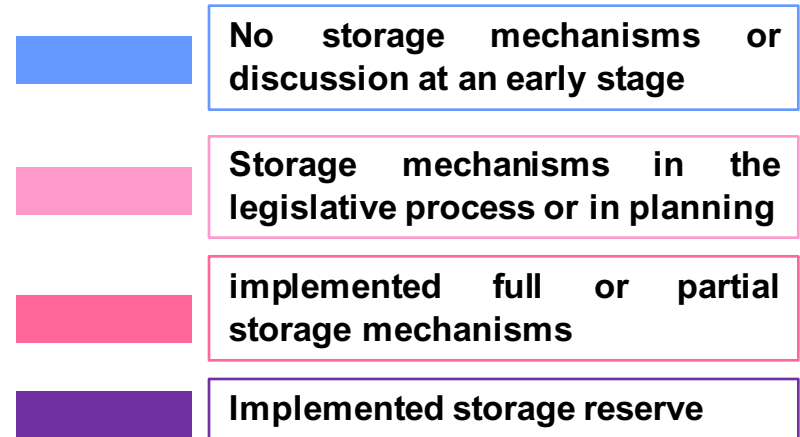 No storage mechanisms or
discussion at an early stage
Storage mechanisms in the
legislative process or in planning
implemented full or partial
storage mechanisms
Implemented storage reserve